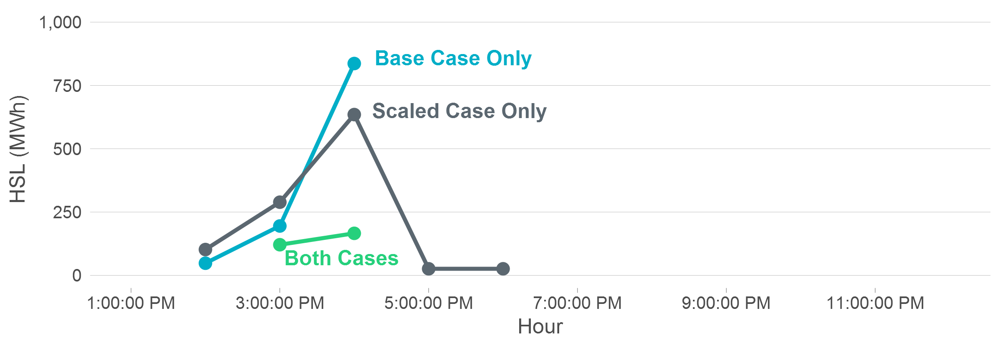 1,000
750
500
250
0
HSL (MWh)
Base Case Only
Scaled Case Only
Both Cases
1:00:00 PM 3:00:00 PM 5:00:00 PM 7:00:00 PM 9:00:00 PM 11:00:00 PM
Hour